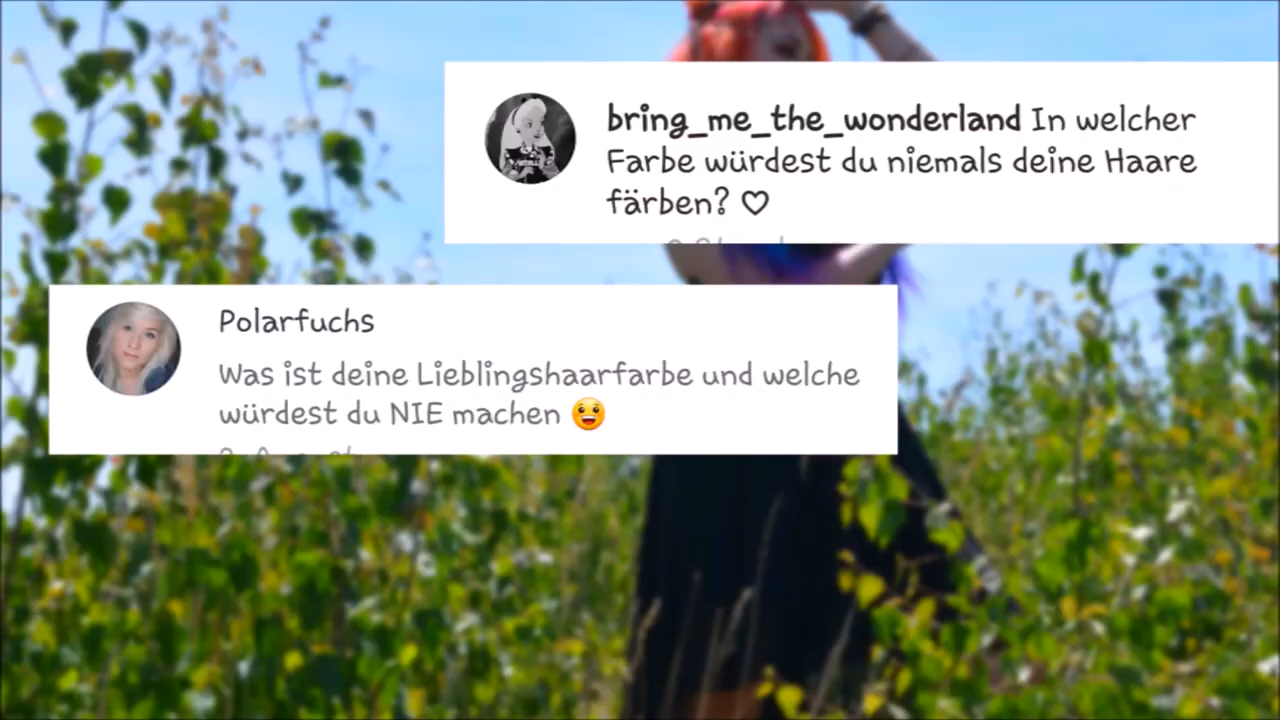 bring_me_the_wonderland In welcher
Farbe würdest du niemals deine Haare
färben? ♡
Polarfuchs
Was ist deine Lieblingshaarfarbe und welche
würdest du NIE machen 😀